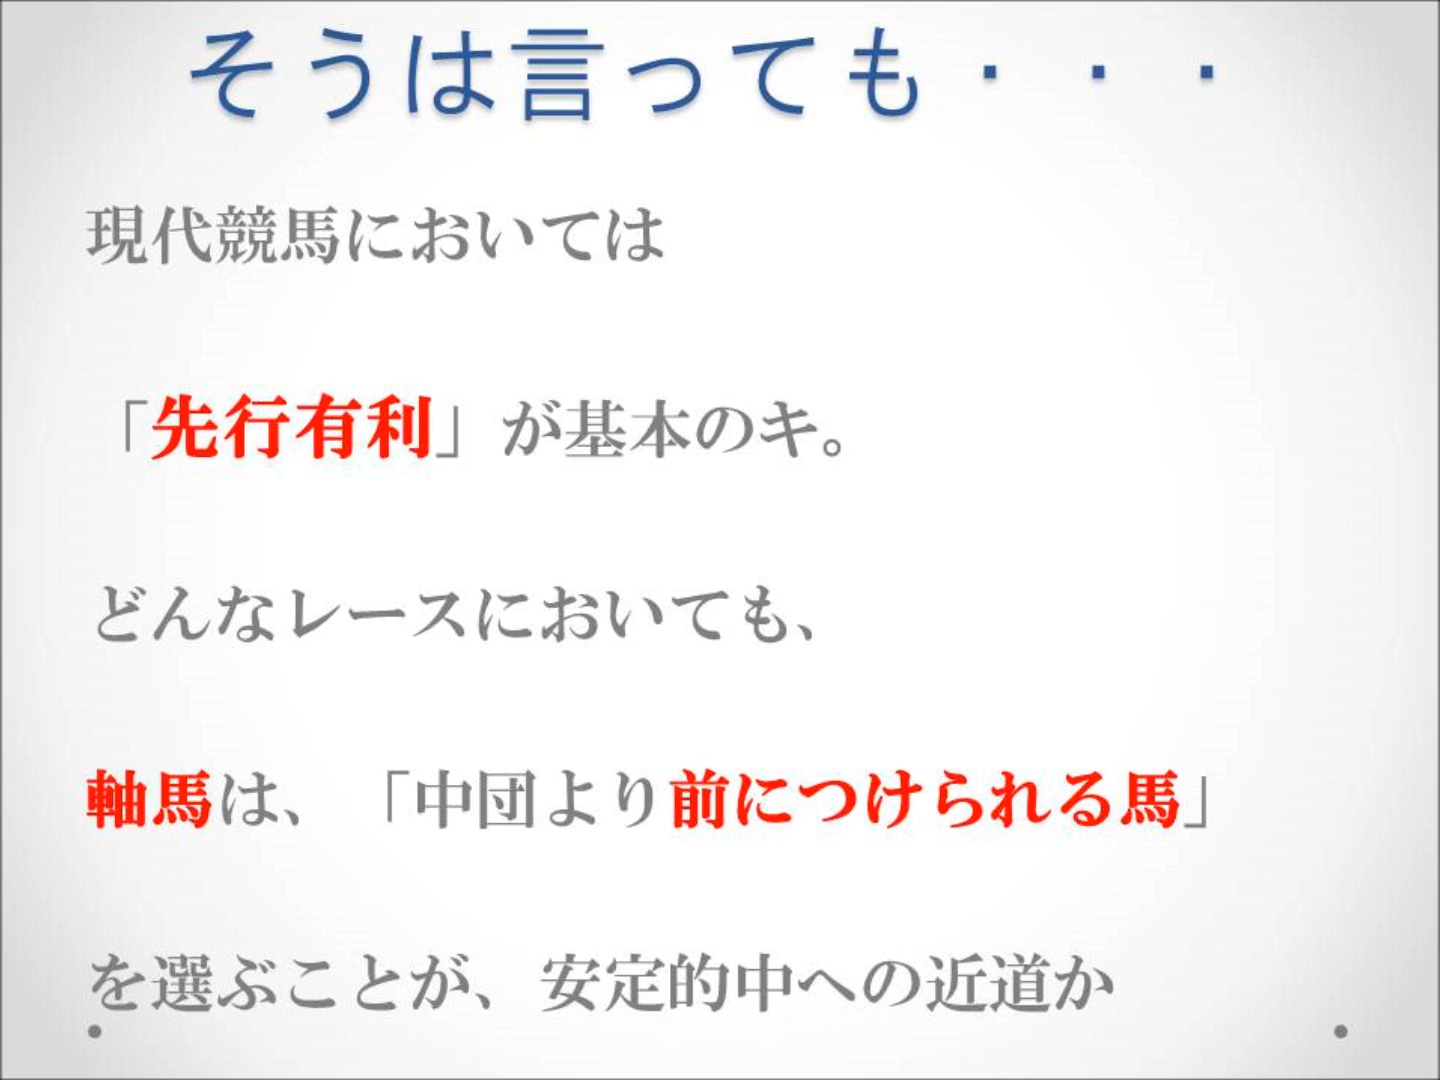 そうは言っても・・・
現代競馬においては
「先行有利」が基本のキ。
どんなレースにおいても、
軸馬は、「中団より前につけられる馬」
を選ぶことが、安定的中への近道か